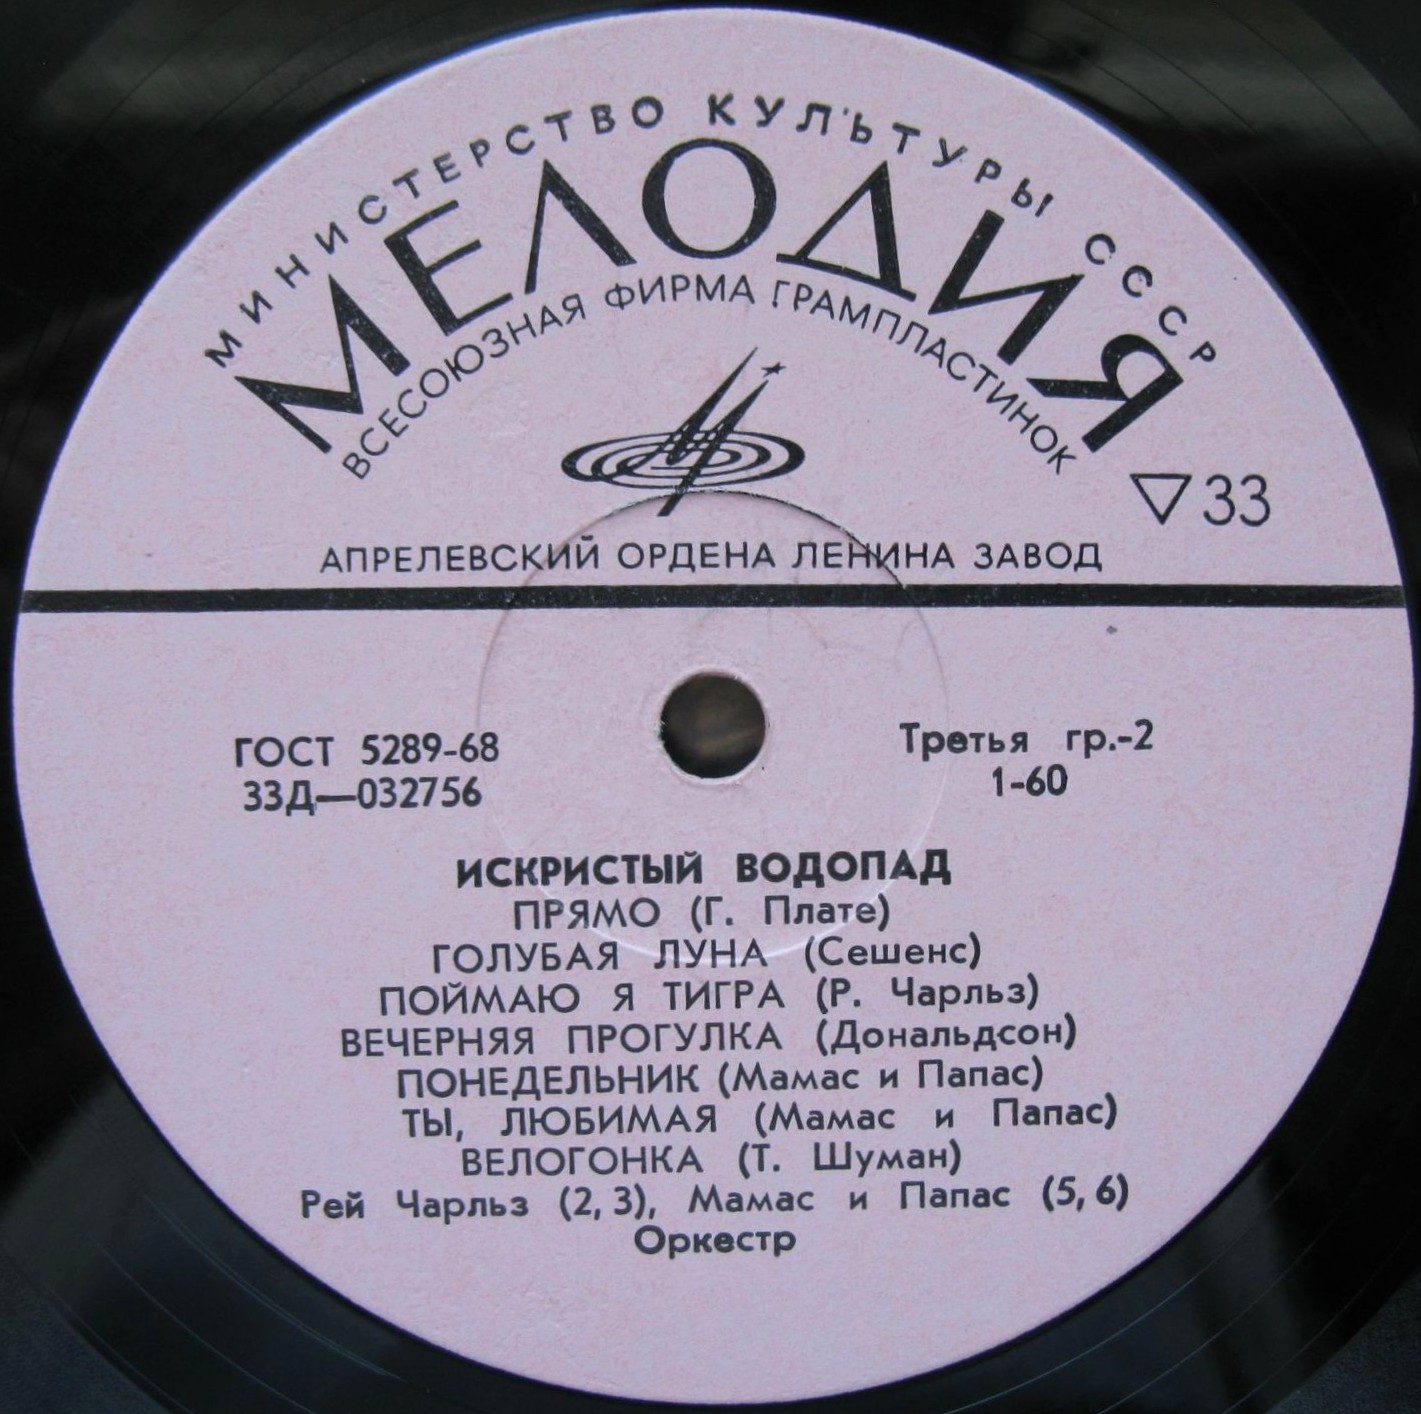 МИНИСТЕРСТВО КУЛЬТУРЫ СССР
МЕЛОДИЯ
ВСЕСОЮЗНАЯ ФИРМА ГРАМПЛАСТИНОК
▽33
АПРЕЛЕВСКИЙ ОРДЕНА ЛЕНИНА ЗАВОД
ГОСТ 5289-68
33Д—032756
Третья гр.-2
1-60
ИСКРИСТЫЙ ВОДОПАД
ПРЯМО (Г. Плате)
ГОЛУБАЯ ЛУНА (Сешенс)
ПОЙМАЮ Я ТИГРА (Р. Чарльз)
ВЕЧЕРНЯЯ ПРОГУЛКА (Дональдсон)
ПОНЕДЕЛЬНИК (Мамас и Папас)
ТЫ, ЛЮБИМАЯ (Мамас и Папас)
ВЕЛОГОНКА (Т. Шуман)
Рей Чарльз (2, 3), Мамас и Папас (5, 6)
Оркестр